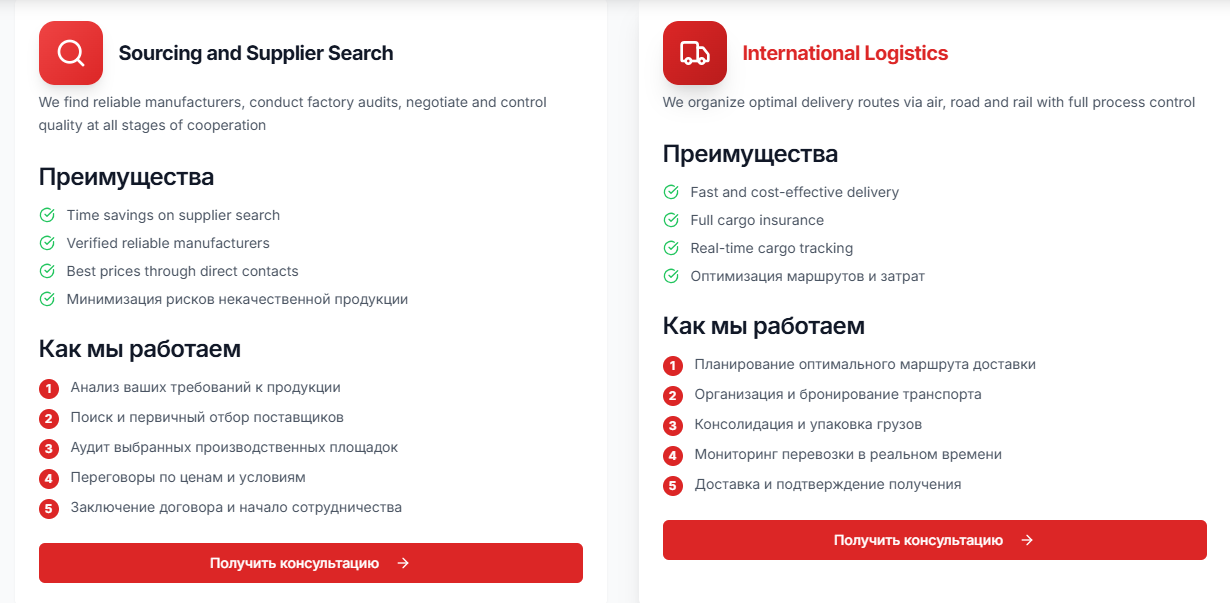 Sourcing and Supplier Search
We find reliable manufacturers, conduct factory audits, negotiate and control
quality at all stages of cooperation
Преимущества
Time savings on supplier search
Verified reliable manufacturers
Best prices through direct contacts
Минимизация рисков некачественной продукции
Как мы работаем
1 Анализ ваших требований к продукции
2 Поиск и первичный отбор поставщиков
3 Аудит выбранных производственных площадок
4 Переговоры по ценам и условиям
5 Заключение договора и начало сотрудничества
Получить консультацию →
International Logistics
We organize optimal delivery routes via air, road and rail with full process control
Преимущества
Fast and cost-effective delivery
Full cargo insurance
Real-time cargo tracking
Оптимизация маршрутов и затрат
Как мы работаем
1 Планирование оптимального маршрута доставки
2 Организация и бронирование транспорта
3 Консолидация и упаковка грузов
4 Мониторинг перевозки в реальном времени
5 Доставка и подтверждение получения
Получить консультацию →